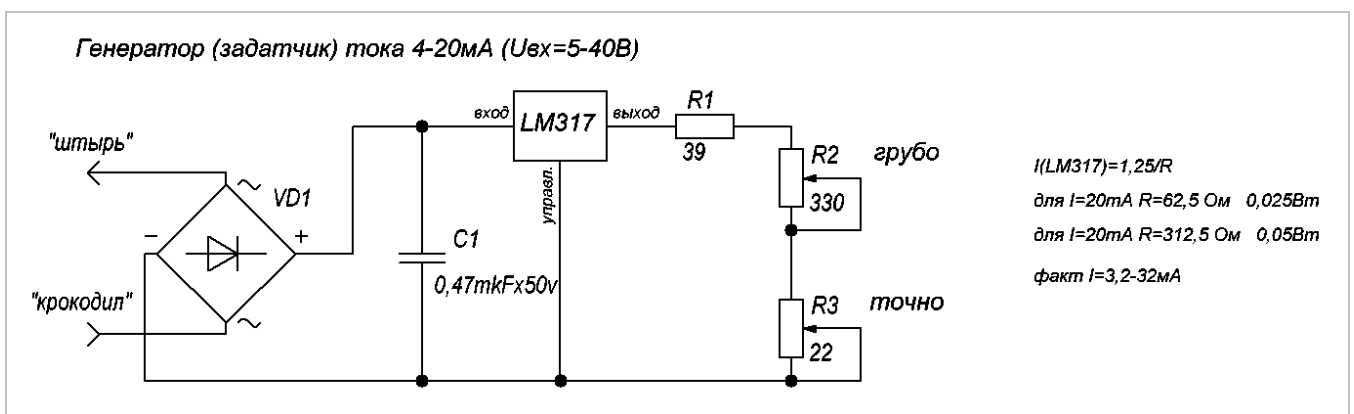 Генератор (задатчик) тока 4-20мА (Uвх=5-40В)
"штырь"
VD1
"крокодил"
C1
0,47mkFx50v
вход
LM317
выход
управл.
R1
39
R2
330
грубо
R3
22
точно
I(LM317)=1,25/R
для I=20mA R=62,5 Ом 0,025Вт
для I=20mA R=312,5 Ом 0,05Вт
факт I=3,2-32мА